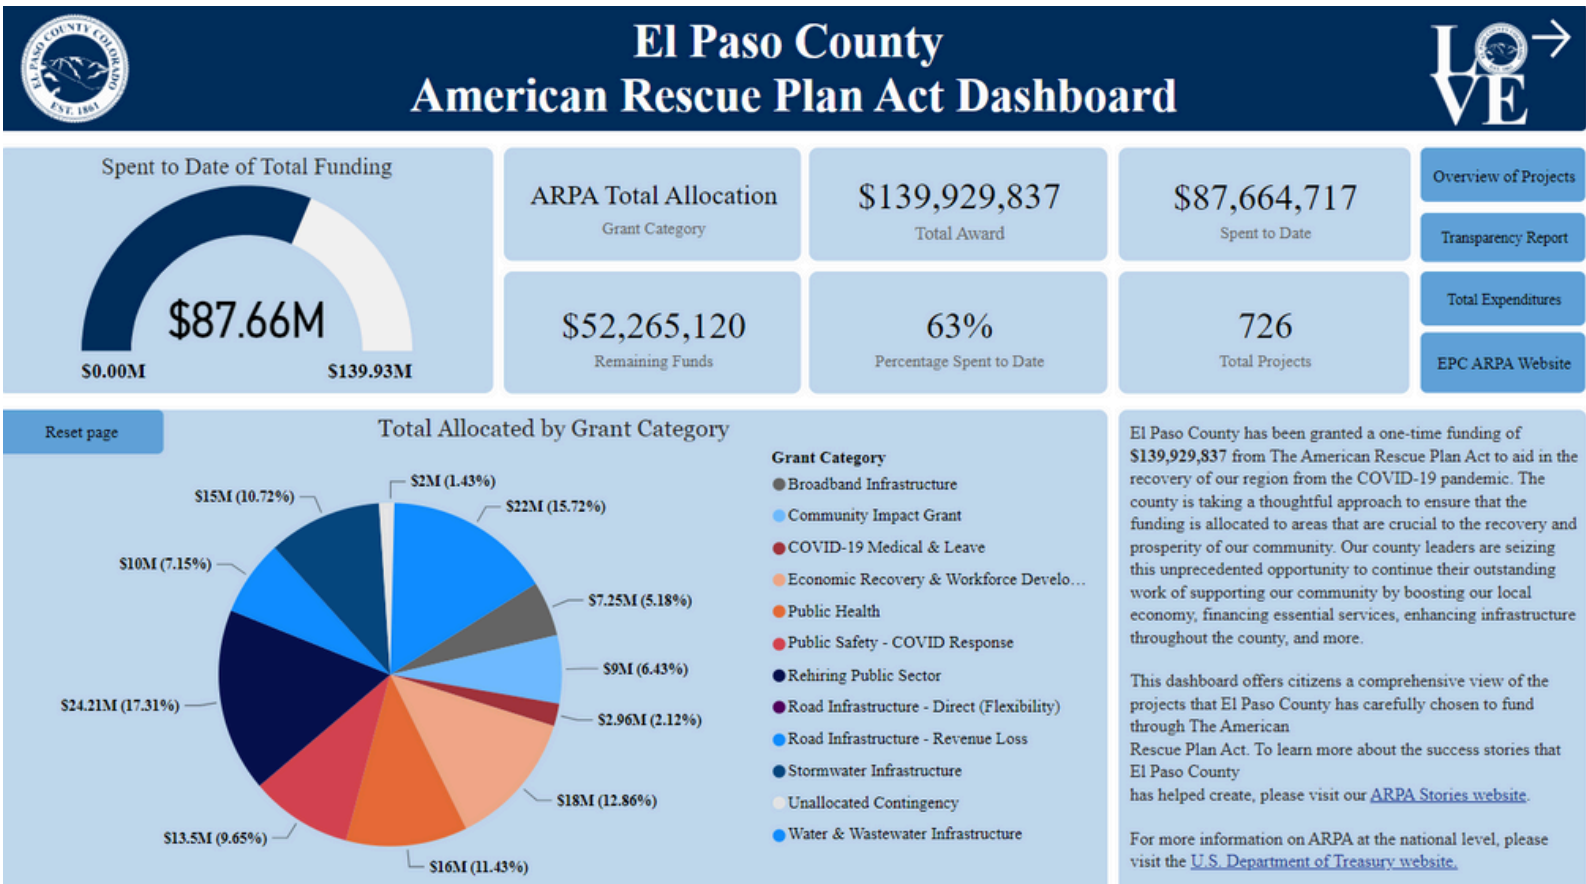 EL PASO COUNTY COLORADO
EST. 1861
El Paso County
American Rescue Plan Act Dashboard
LOVE
Spent to Date of Total Funding
$87.66M
$0.00M
$139.93M
ARPA Total Allocation
Grant Category
$139,929,837
Total Award
$87,664,717
Spent to Date
$52,265,120
Remaining Funds
63%
Percentage Spent to Date
726
Total Projects
Overview of Projects
Transparency Report
Total Expenditures
EPC ARPA Website
Reset page
Total Allocated by Grant Category
$2M (1.43%)
$22M (15.72%)
$7.25M (5.18%)
$9M (6.43%)
$2.96M (2.12%)
$18M (12.86%)
$16M (11.43%)
$13.5M (9.65%)
$24.21M (17.31%)
$10M (7.15%)
$15M (10.72%)
Grant Category
Broadband Infrastructure
Community Impact Grant
COVID-19 Medical & Leave
Economic Recovery & Workforce Develo...
Public Health
Public Safety - COVID Response
Rehiring Public Sector
Road Infrastructure - Direct (Flexibility)
Road Infrastructure - Revenue Loss
Stormwater Infrastructure
Unallocated Contingency
Water & Wastewater Infrastructure
El Paso County has been granted a one-time funding of
$139,929,837 from The American Rescue Plan Act to aid in the
recovery of our region from the COVID-19 pandemic. The
county is taking a thoughtful approach to ensure that the
funding is allocated to areas that are crucial to the recovery and
prosperity of our community. Our county leaders are seizing
this unprecedented opportunity to continue their outstanding
work of supporting our community by boosting our local
economy, financing essential services, enhancing infrastructure
throughout the county, and more.
This dashboard offers citizens a comprehensive view of the
projects that El Paso County has carefully chosen to fund
through The American
Rescue Plan Act. To learn more about the success stories that
El Paso County
has helped create, please visit our ARPA Stories website.
For more information on ARPA at the national level, please
visit the U.S. Department of Treasury website.